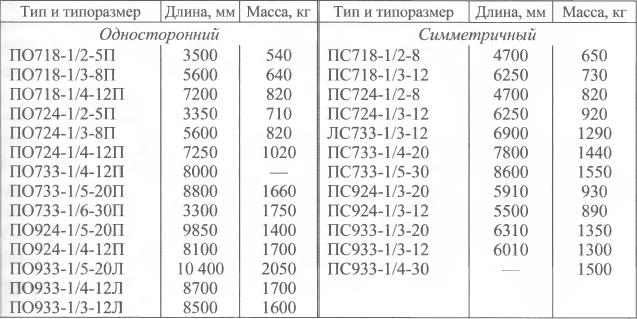 Тип и типоразмер Длина, мм Масса, кг Тип и типоразмер Длина, мм Масса, кг
Односторонний Симметричный
ПО718-1/2-5П 3500 540 ПС718-1/2-8 4700 650
ПО718-1/3-8П 5600 640 ПС718-1/3-12 6250 730
ПО718-1/4-12П 7200 820 ПС724-1/2-8 4700 820
ПО724-1/2-5П 3350 710 ПС724-1/3-12 6250 920
ПО724-1/3-8П 5600 820 ЛС733-1/3-12 6900 1290
ПО724-1/4-12П 7250 1020 ПС733-1/4-20 7800 1440
ПО733-1/4-12П 8000 — ПС733-1/5-30 8600 1550
ПО733-1/5-20П 8800 1660 ПС924-1/3-20 5910 930
ПО733-1/6-30П 3300 1750 ПС924-1/3-12 5500 890
ПО924-1/5-20П 9850 1400 ПС933-1/3-20 6310 1350
ПО924-1/4-12П 8100 1700 ПС933-1/3-12 6010 1300
ПО933-1/5-20Л 10 400 2050 ПС933-1/4-30 — 1500
ПО933-1/4-12Л 8700 1700
ПО933-1/3-12Л 8500 1600